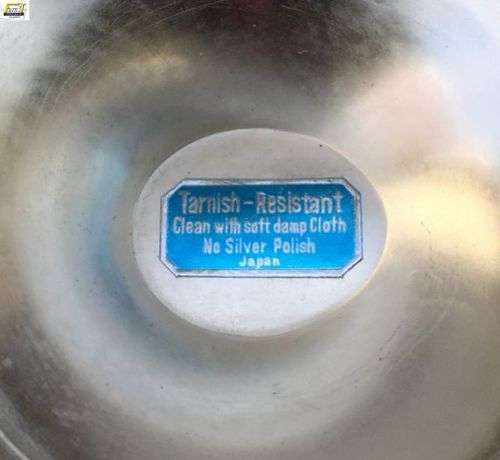 Tarnish-Resistant
Clean with soft damp Cloth
No Silver Polish
Japan